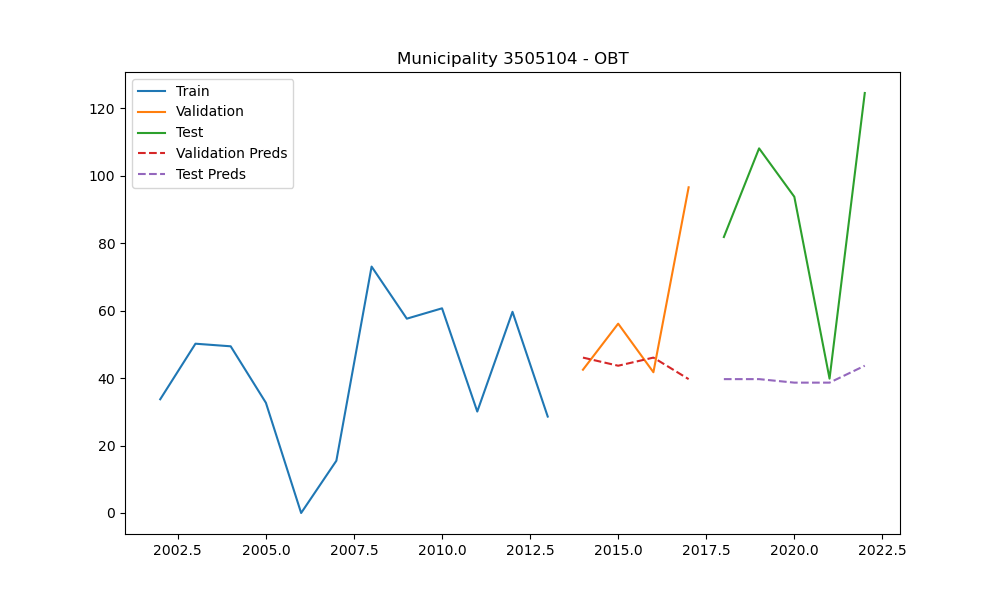 Municipality 3505104 - OBT
Train
Validation
Test
Validation Preds
Test Preds
120
100
80
60
40
20
0
2002.5 2005.0 2007.5 2010.0 2012.5 2015.0 2017.5 2020.0 2022.5